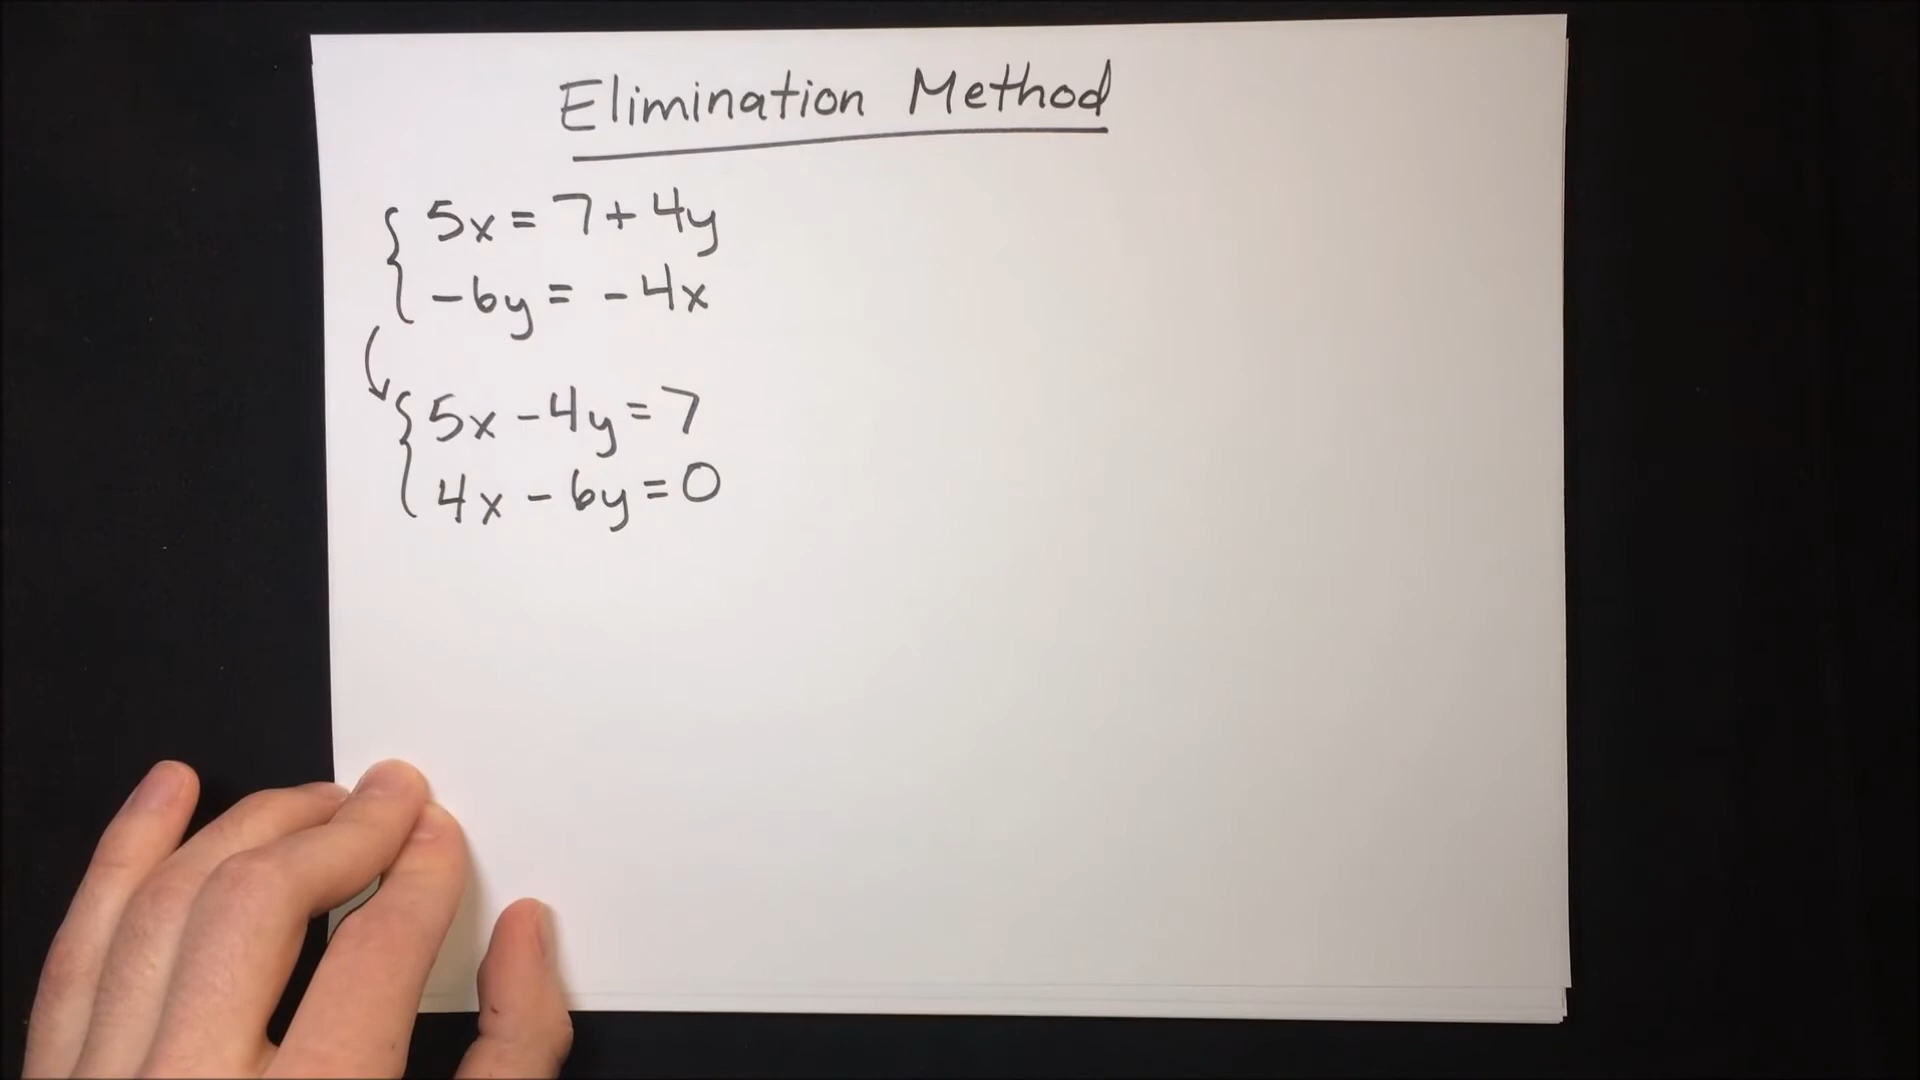 Elimination Method
5x = 7 + 4y
-6y = -4x
5x - 4y = 7
4x - 6y = 0